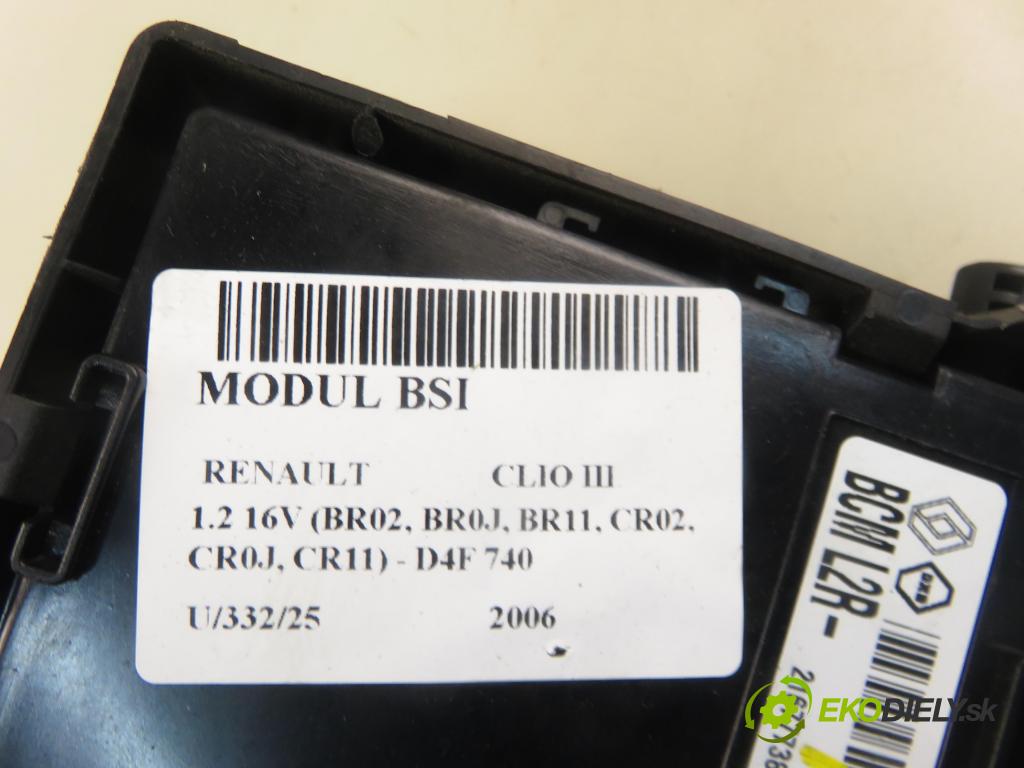 MODUL BSI
RENAULT CLIO III
1.2 16V (BR02, BR0J, BR11, CR02,
CR0J, CR11) - D4F 740
U/332/25 2006
BCM L2R-
EKODIELY.sk